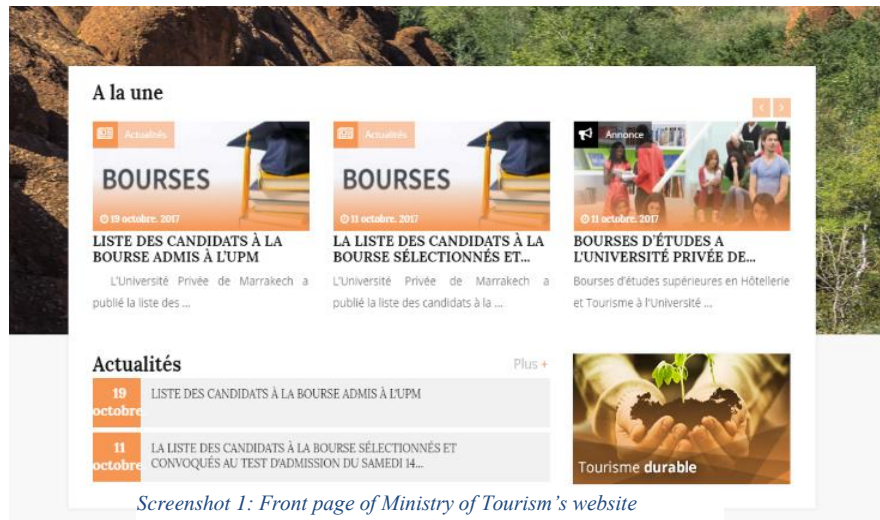 A la une
Actualités
BOURSES
19 octobre. 2017
LISTE DES CANDIDATS À LA
BOURSE ADMIS À L'UPM
L'Université Privée de Marrakech a
publié la liste des ...
Actualités
BOURSES
11 octobre. 2017
LA LISTE DES CANDIDATS À LA
BOURSE SÉLECTIONNÉS ET...
L'Université Privée de Marrakech a
publié la liste des candidats à la ...
Annonce
11 octobre. 2017
BOURSES D'ÉTUDES A
L'UNIVERSITÉ PRIVÉE DE...
Bourses d'études supérieures en Hôtellerie
et Tourisme à l'Université ...
Actualités
Plus +
19
octobre
LISTE DES CANDIDATS À LA BOURSE ADMIS À L'UPM
11
octobre
LA LISTE DES CANDIDATS À LA BOURSE SÉLECTIONNÉS ET
CONVOQUÉS AU TEST D'ADMISSION DU SAMEDI 14...
Tourisme durable
Screenshot 1: Front page of Ministry of Tourism's website